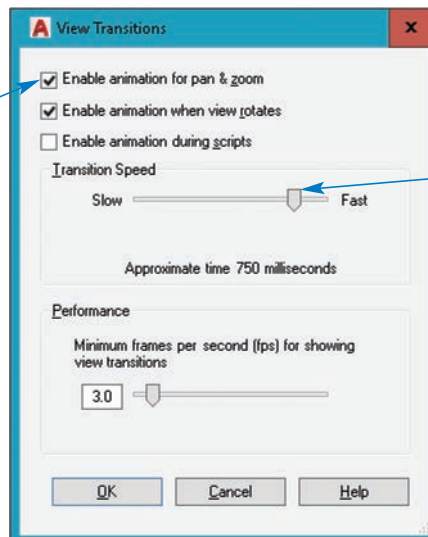 View Transitions
Enable animation for pan & zoom
Enable animation when view rotates
Enable animation during scripts
Transition Speed
Slow
Fast
Approximate time 750 milliseconds
Performance
Minimum frames per second (fps) for showing
view transitions
3.0
OK
Cancel
Help